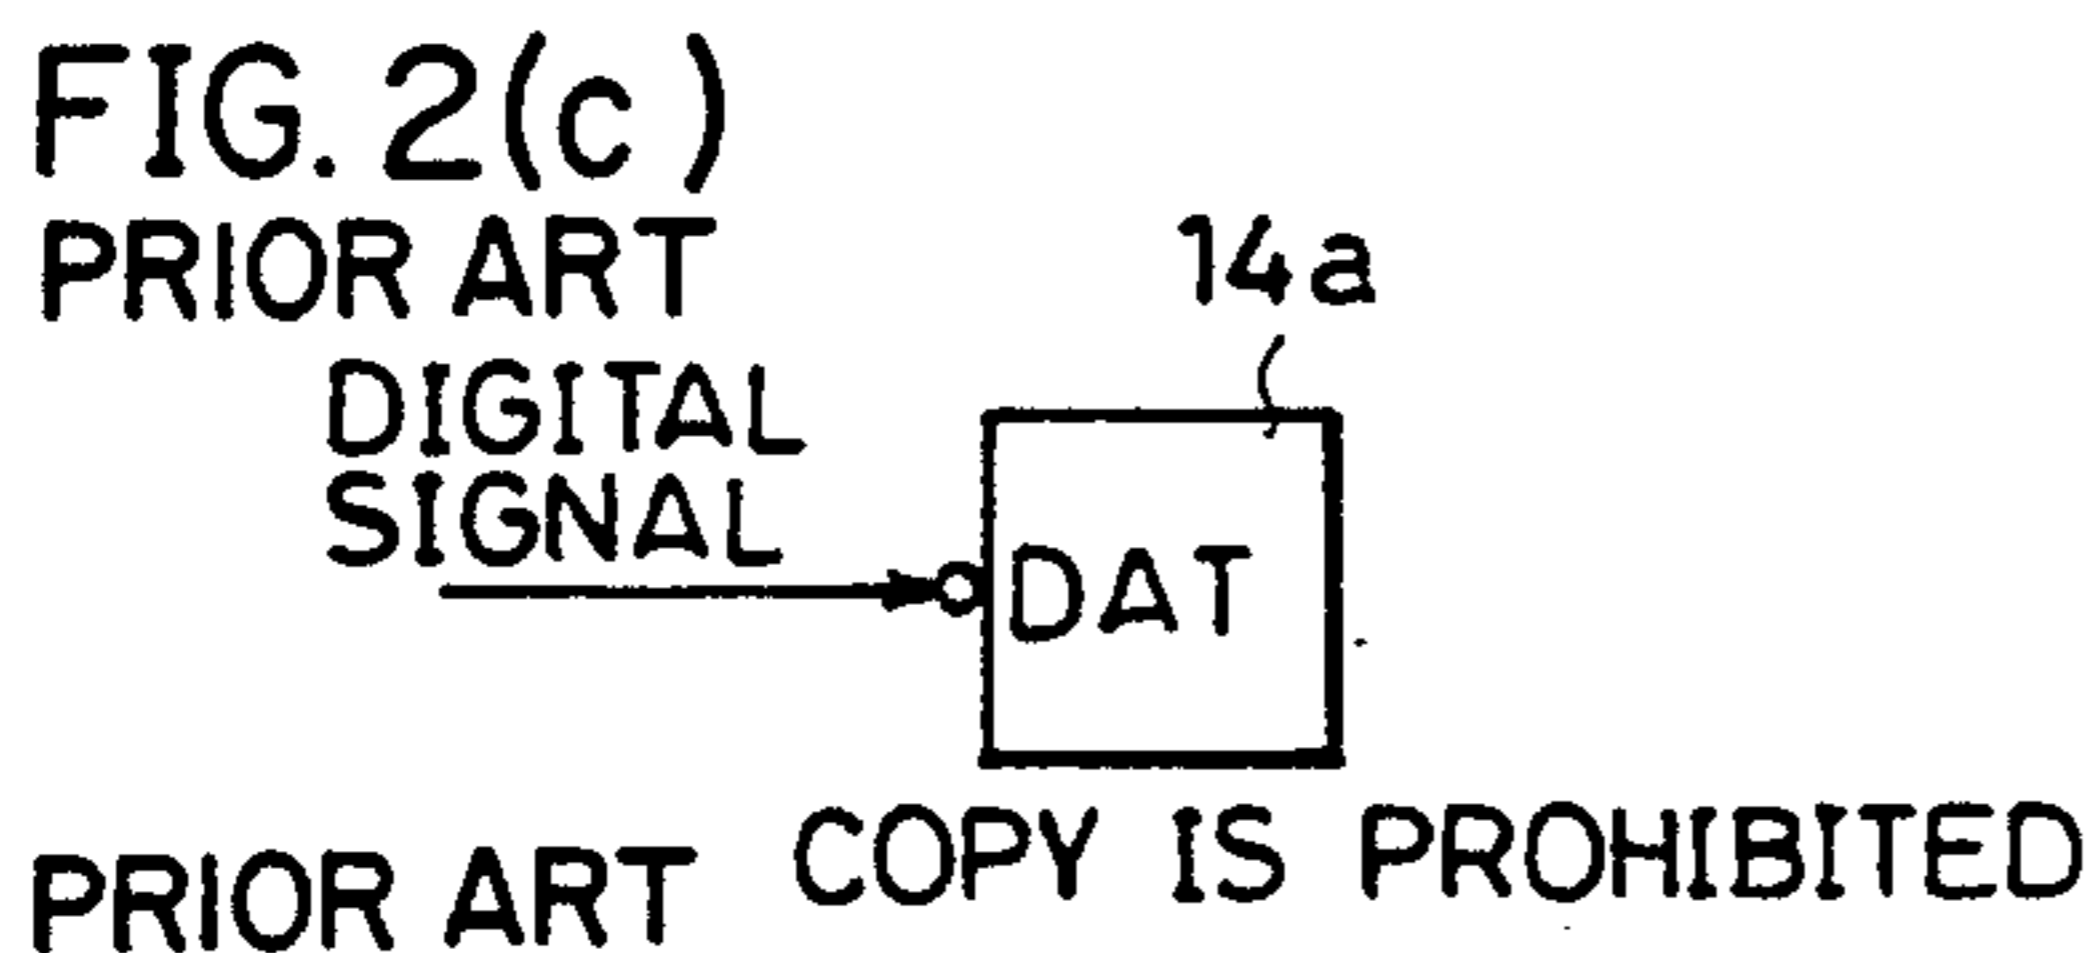 FIG. 2(c)
PRIOR ART
14a
DIGITAL
SIGNAL
DAT
COPY IS PROHIBITED
PRIOR ART